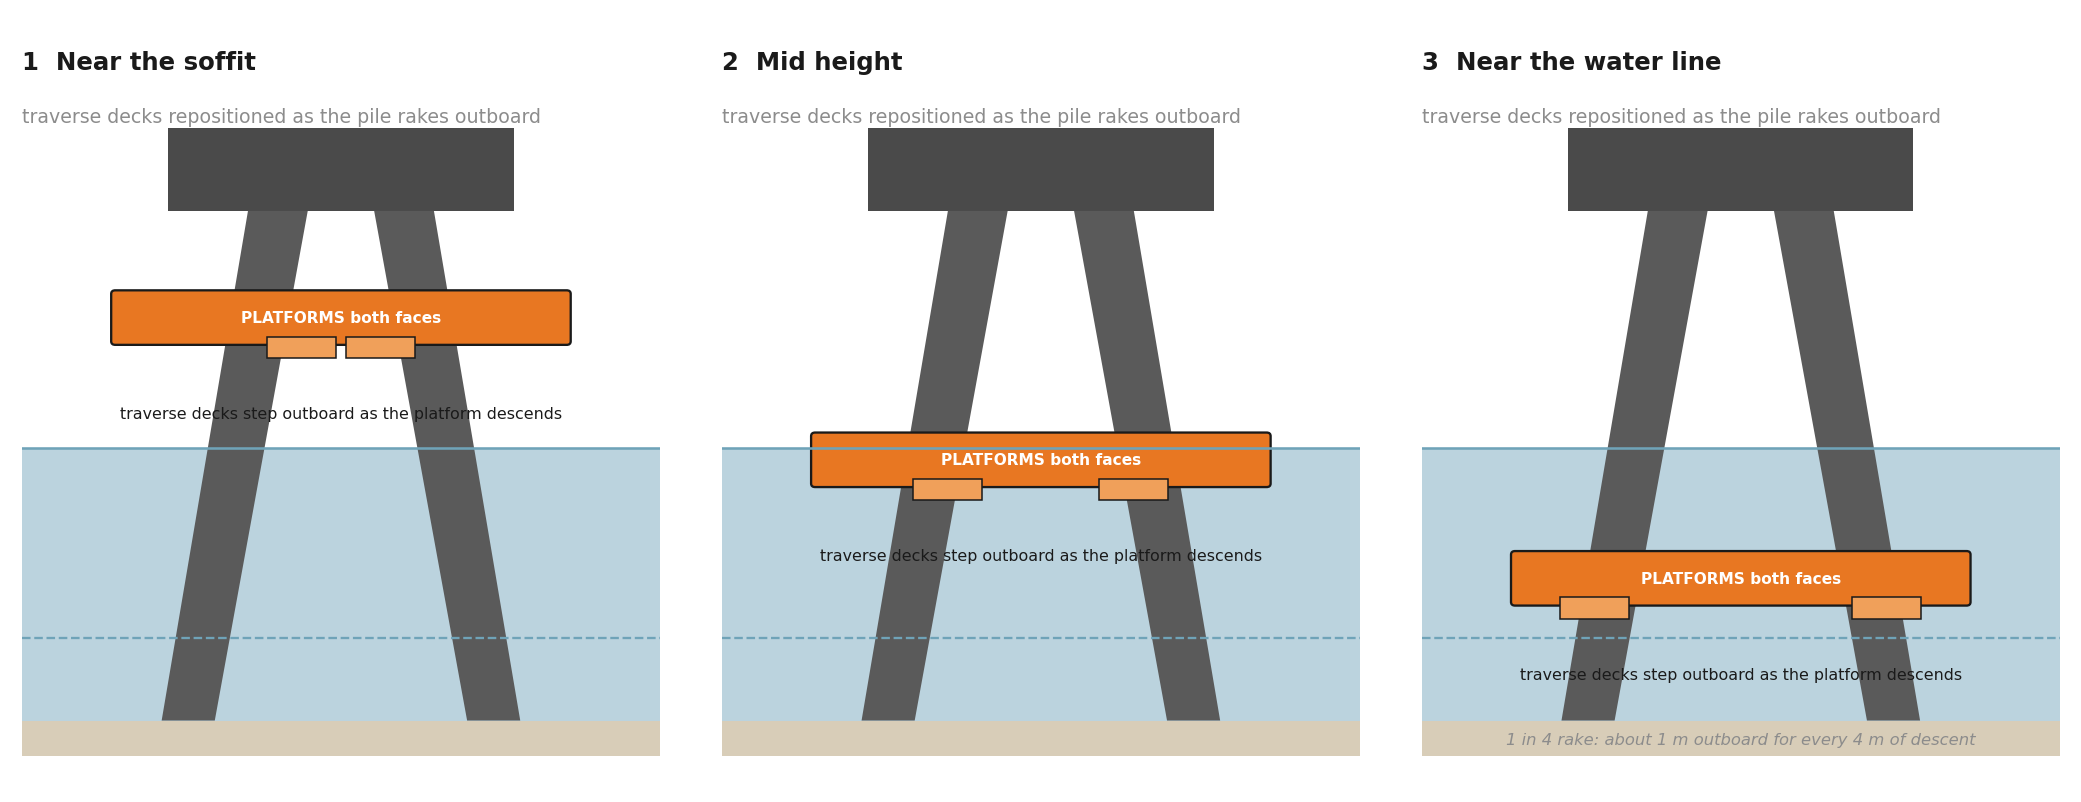 1  Near the soffit
traverse decks repositioned as the pile rakes outboard
PLATFORMS both faces
traverse decks step outboard as the platform descends
2  Mid height
traverse decks repositioned as the pile rakes outboard
PLATFORMS both faces
traverse decks step outboard as the platform descends
3  Near the water line
traverse decks repositioned as the pile rakes outboard
PLATFORMS both faces
traverse decks step outboard as the platform descends
1 in 4 rake: about 1 m outboard for every 4 m of descent